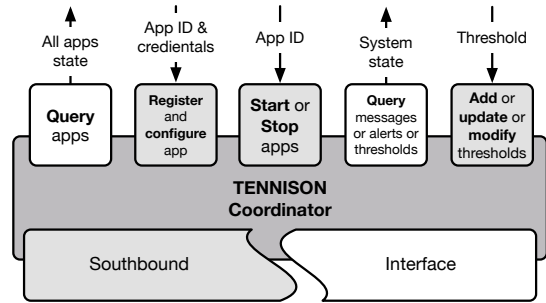 All apps
state
App ID &
credientals
App ID
System
state
Threshold
Query
apps
Register
and
configure
app
Start or
Stop
apps
Query
messages
or alerts or
thresholds
Add or
update or
modify
thresholds
TENNISON
Coordinator
Southbound
Interface